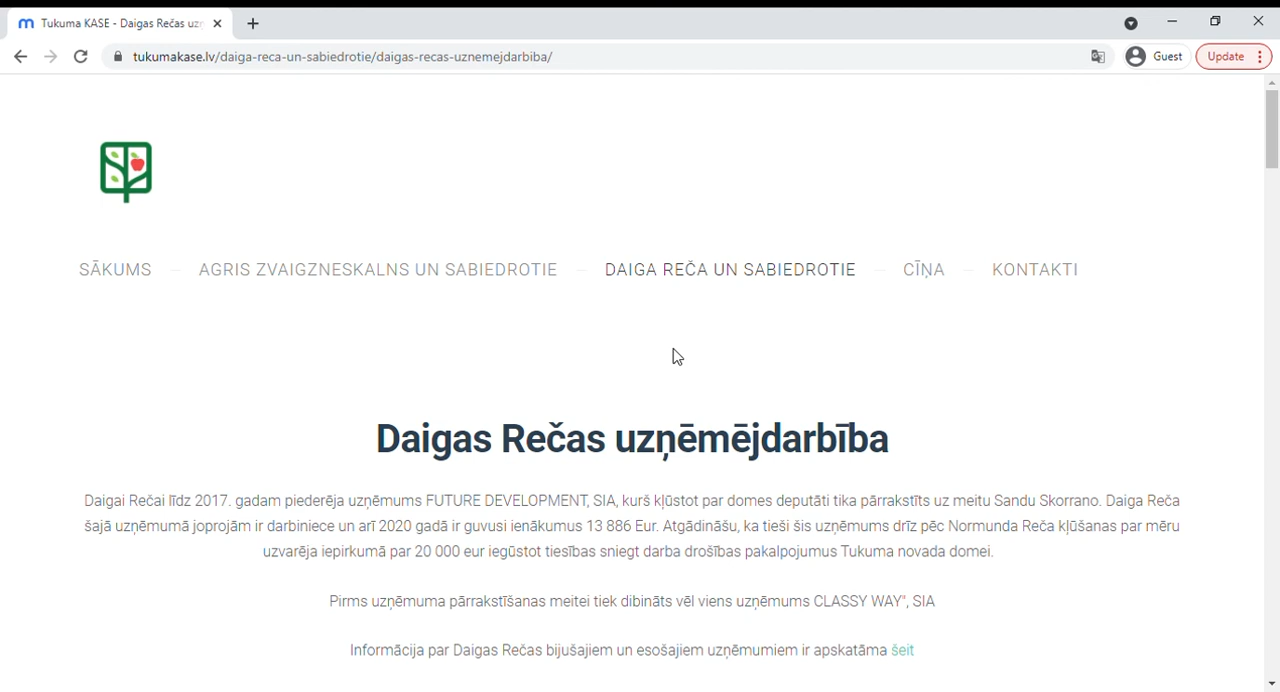 Tukuma KASE - Daigas Rečas uz
tukumakase.lv/daiga-reca-un-sabiedrotie/daigas-recas-uznemejdarbiba/
Guest
Update
SĀKUMS
AGRIS ZVAIGZNESKALNS UN SABIEDROTIE
DAIGA REČA UN SABIEDROTIE
CĪŅA
KONTAKTI
Daigas Rečas uzņēmējdarbība
Daigai Rečai līdz 2017. gadam piederēja uzņēmums FUTURE DEVELOPMENT, SIA, kurš kļūstot par domes deputāti tika pārrakstīts uz meitu Sandu Skorrano. Daiga Reča
šajā uzņēmumā joprojām ir darbiniece un arī 2020 gadā ir guvusi ienākumus 13 886 Eur. Atgādināšu, ka tieši šis uzņēmums drīz pēc Normunda Reča kļūšanas par mēru
uzvarēja iepirkumā par 20 000 eur iegūstot tiesības sniegt darba drošības pakalpojumus Tukuma novada domei.
Pirms uzņēmuma pārrakstīšanas meitei tiek dibināts vēl viens uzņēmums CLASSY WAY", SIA
Informācija par Daigas Rečas bijušajiem un esošajiem uzņēmumiem ir apskatāma šeit